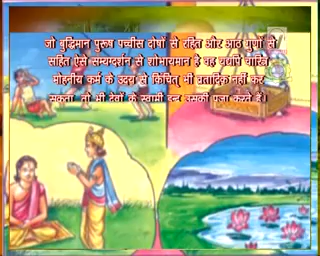 जो बुद्धिमान पुरूष पच्चीस दोषों से रहित और आठ गुणों से
सहित ऐसे सम्यग्दर्शन से शोभायमान है वह यद्यपि चारित्र
मोहनीय कर्म के उदय से किंचित् भी व्रतादिक नहीं कर
सकता तो भी देवों के स्वामी इन्द्र उसकी पूजा करते हैं।